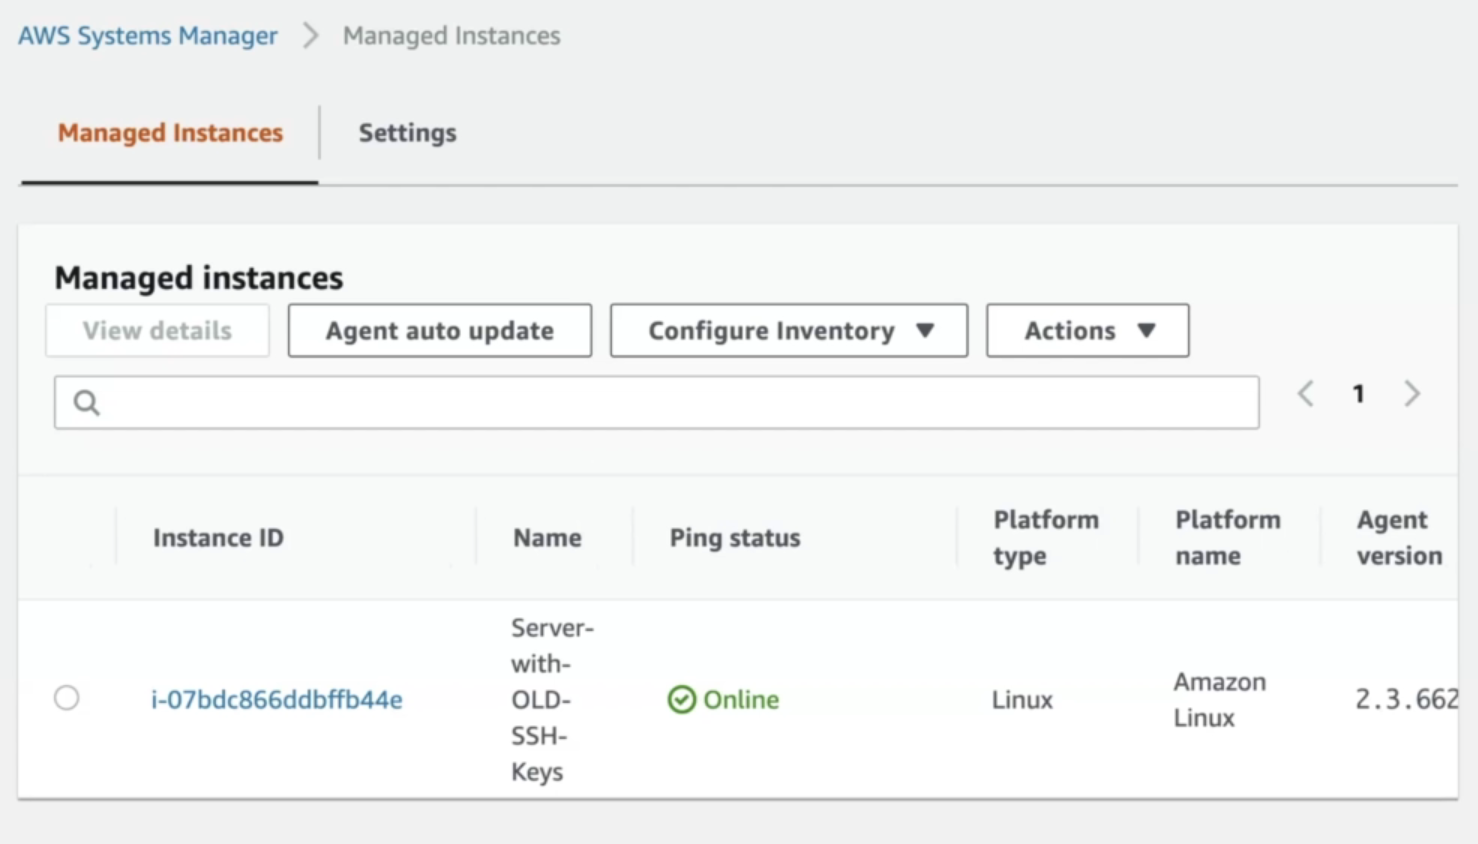 AWS Systems Manager > Managed Instances
Managed Instances
Settings
Managed instances
View details
Agent auto update
Configure Inventory ▼
Actions ▼
< 1 >
Instance ID
Name
Ping status
Platform
type
Platform
name
Agent
version
i-07bdc866ddbffb44e
Server-
with-
OLD-
SSH-
Keys
Online
Linux
Amazon
Linux
2.3.662